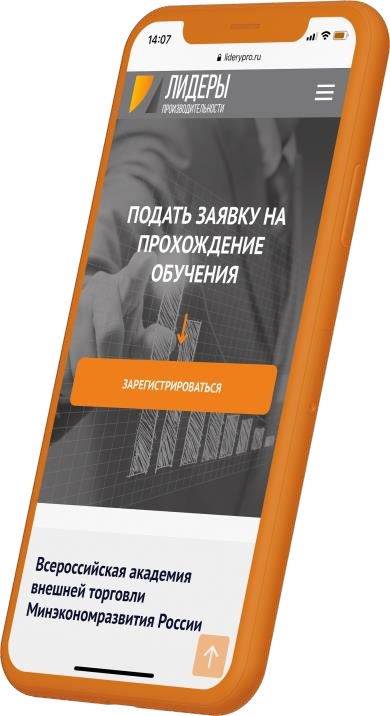 14:07
liderypro.ru
ЛИДЕРЫ
ПРОИЗВОДИТЕЛЬНОСТИ
ПОДАТЬ ЗАЯВКУ НА
ПРОХОЖДЕНИЕ
ОБУЧЕНИЯ
ЗАРЕГИСТРИРОВАТЬСЯ
Всероссийская академия
внешней торговли
Минэкономразвития России